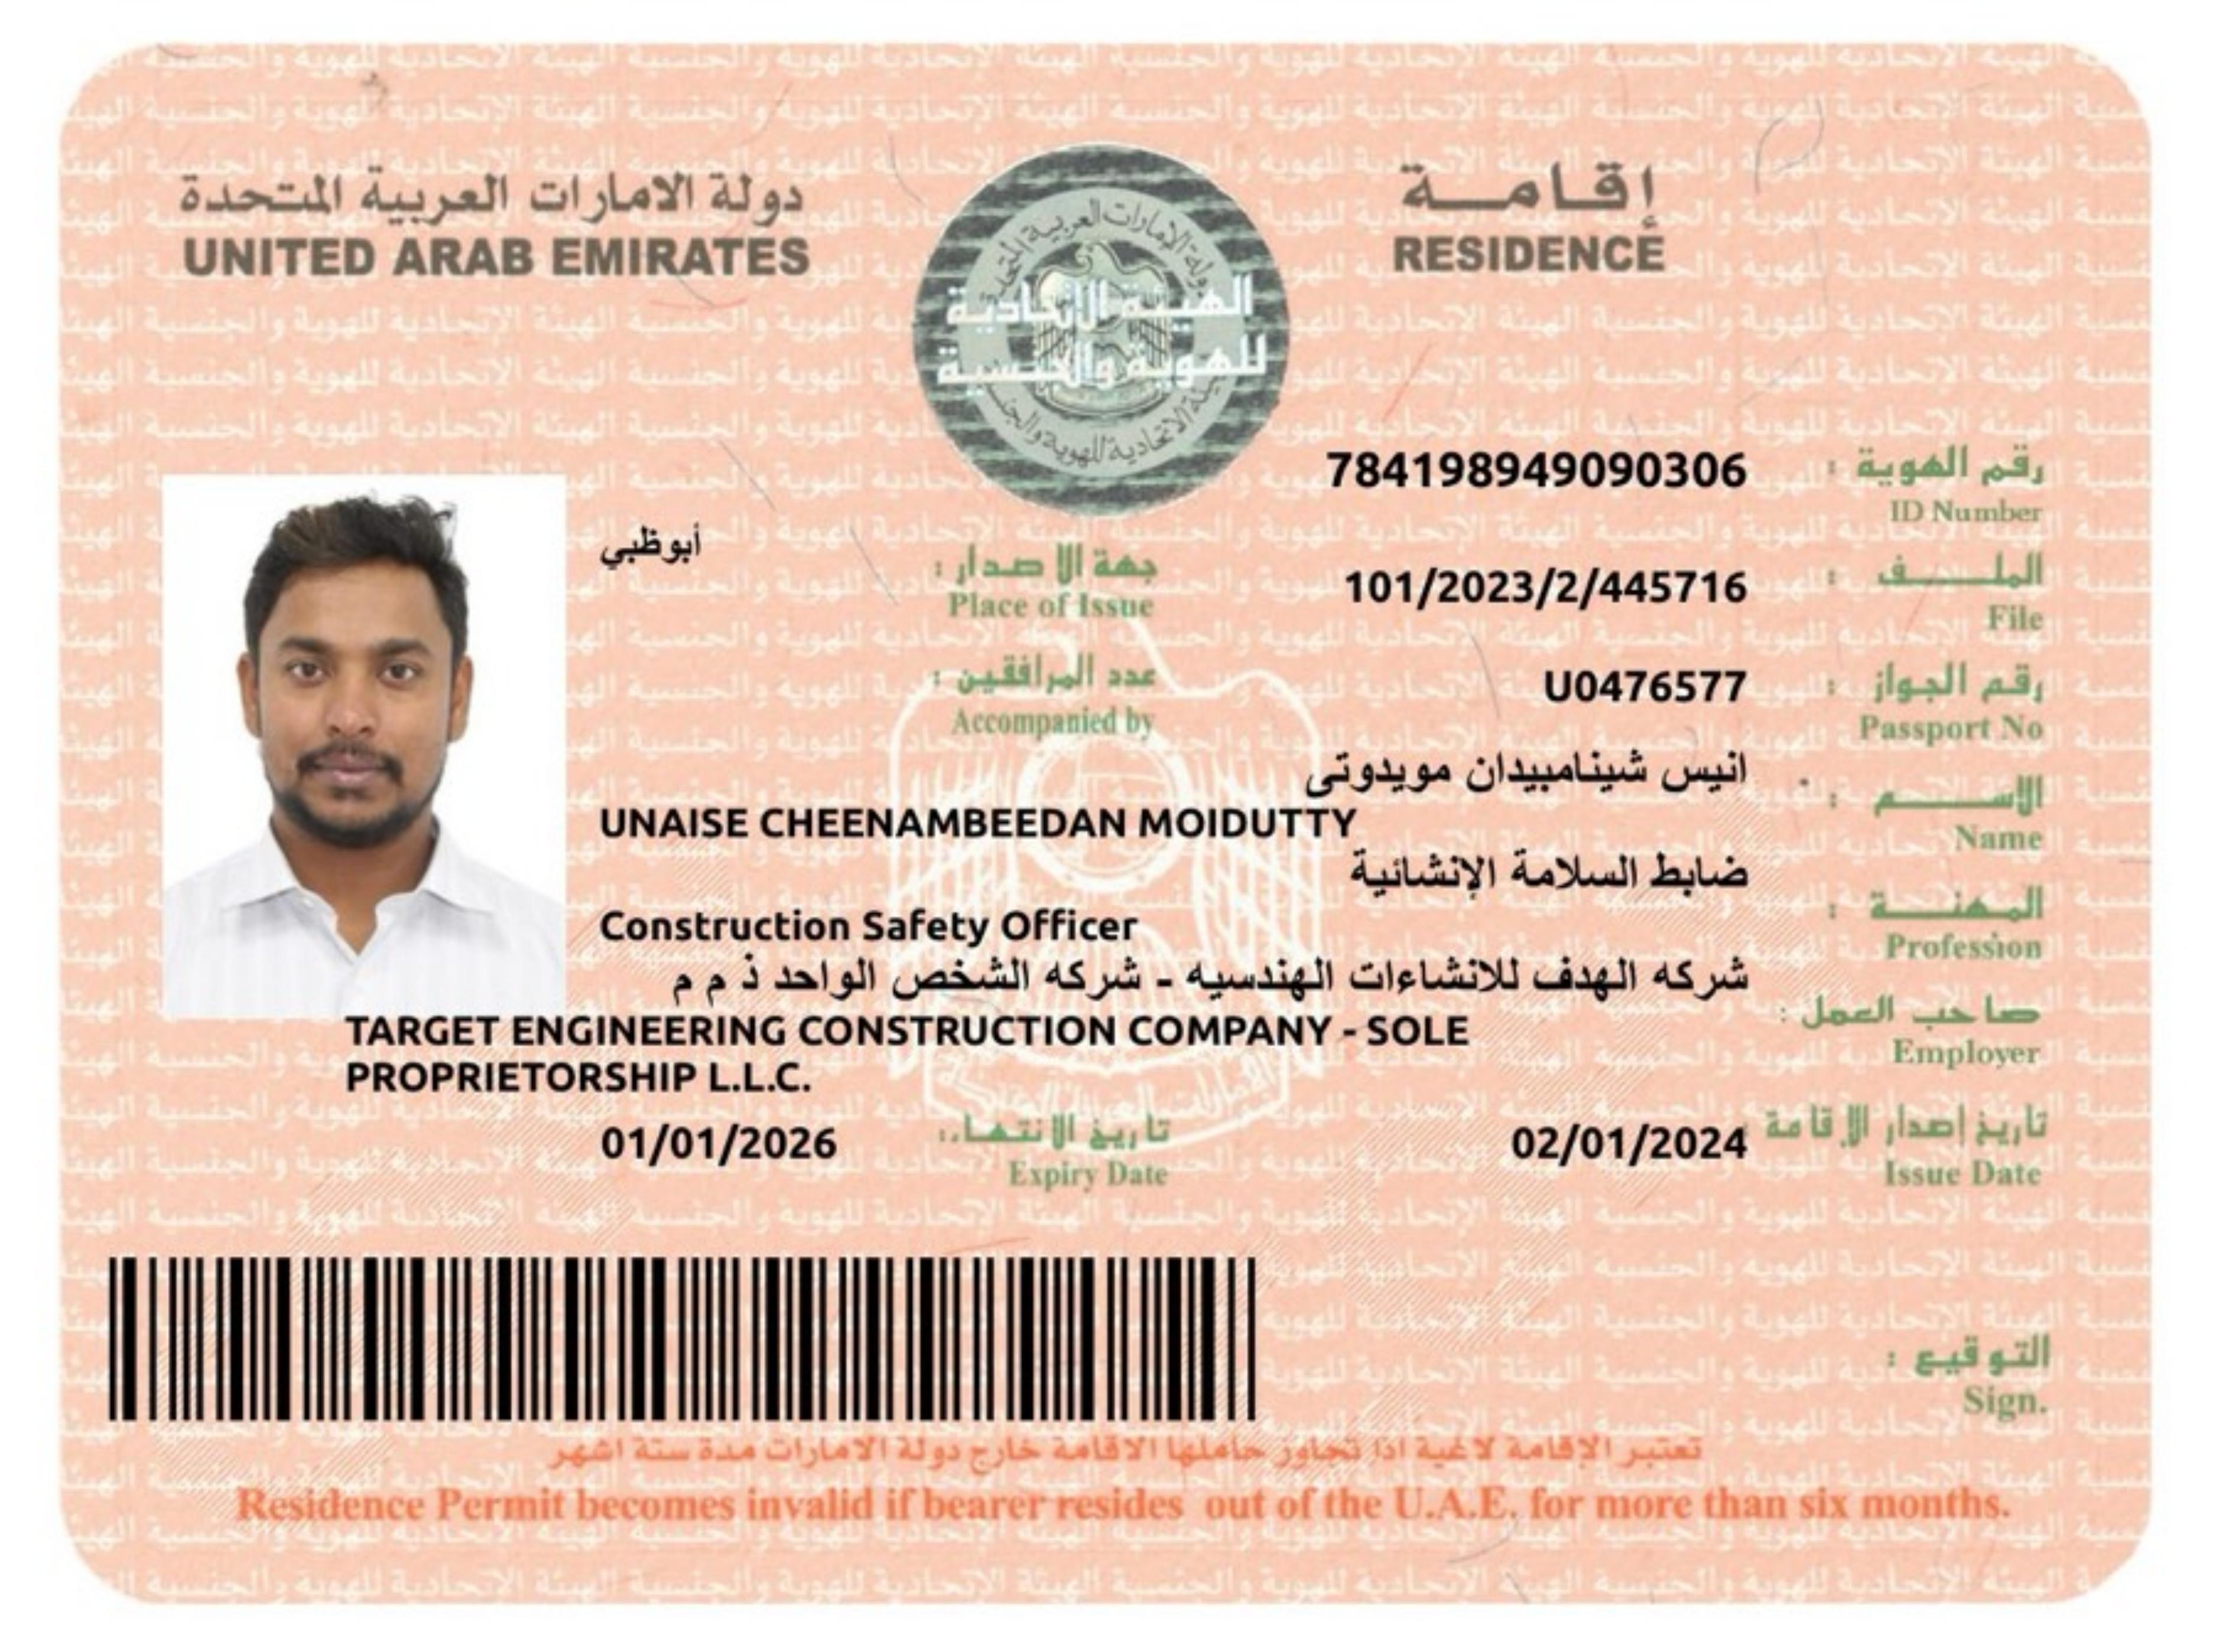 دولة الامارات العربية المتحدة
UNITED ARAB EMIRATES
إقامة
RESIDENCE
الهيئة الإتحادية
للهوية والجنسية
رقم الهوية :
784198949090306
ID Number
جهة الاصدار :
أبوظبي
Place of Issue
الملف :
101/2023/2/445716
File
عدد المرافقين :
Accompanied by
رقم الجواز :
U0476577
Passport No
الاسم :
انيس شينامبيدان مويدوتى
UNAISE CHEENAMBEEDAN MOIDUTTY
Name
المهنة :
ضابط السلامة الإنشائية
Construction Safety Officer
Profession
صاحب العمل :
شركه الهدف للانشاءات الهندسيه - شركه الشخص الواحد ذ م م
TARGET ENGINEERING CONSTRUCTION COMPANY - SOLE
PROPRIETORSHIP L.L.C.
Employer
تاريخ إصدار الإقامة
02/01/2024
Issue Date
تاريخ الانتهاء:
01/01/2026
Expiry Date
التوقيع :
Sign.
تعتبر الإقامة لاغية اذا تجاوز حاملها الاقامة خارج دولة الامارات مدة ستة اشهر
Residence Permit becomes invalid if bearer resides out of the U.A.E. for more than six months.